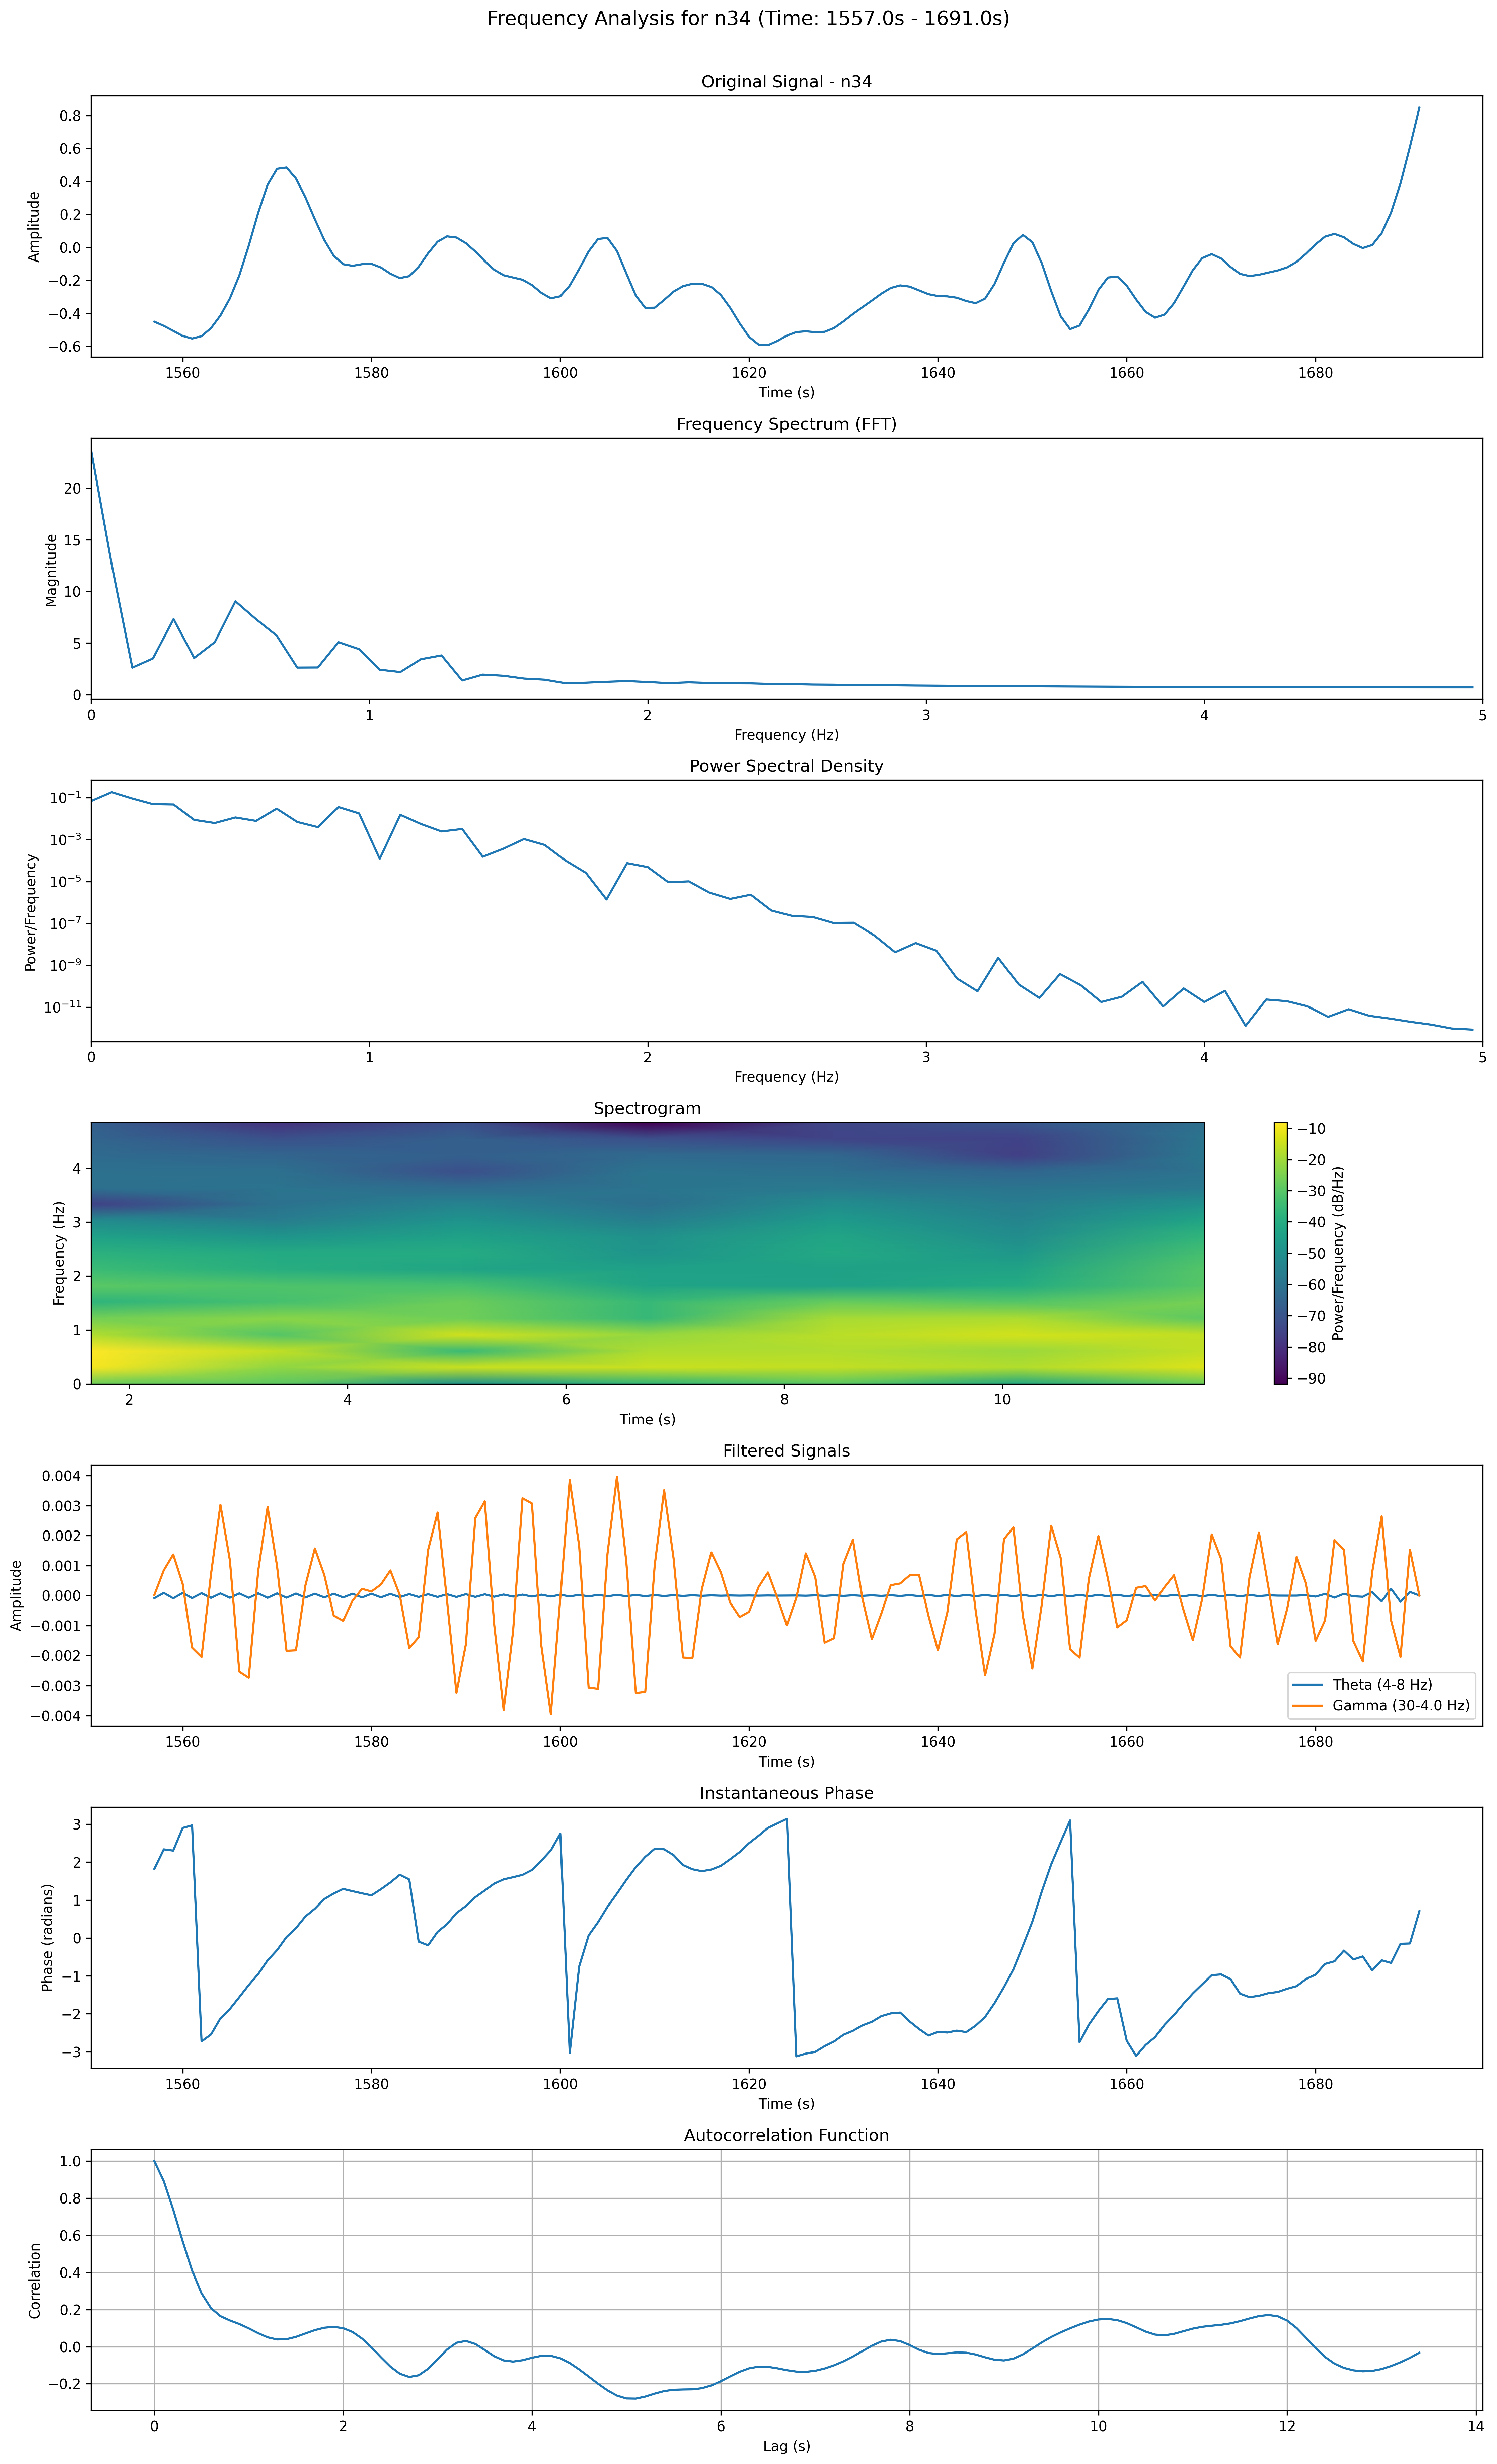 Frequency Analysis for n34 (Time: 1557.0s - 1691.0s)
Original Signal - n34
Amplitude
0.8
0.6
0.4
0.2
0.0
−0.2
−0.4
−0.6
1560 1580 1600 1620 1640 1660 1680
Time (s)
Frequency Spectrum (FFT)
Magnitude
20
15
10
5
0
0 1 2 3 4 5
Frequency (Hz)
Power Spectral Density
Power/Frequency
10⁻¹
10⁻³
10⁻⁵
10⁻⁷
10⁻⁹
10⁻¹¹
0 1 2 3 4 5
Frequency (Hz)
Spectrogram
Frequency (Hz)
4
3
2
1
0
2 4 6 8 10
Time (s)
−10
−20
−30
−40
−50
−60
−70
−80
−90
Power/Frequency (dB/Hz)
Filtered Signals
Amplitude
0.004
0.003
0.002
0.001
0.000
−0.001
−0.002
−0.003
−0.004
Theta (4-8 Hz)
Gamma (30-4.0 Hz)
1560 1580 1600 1620 1640 1660 1680
Time (s)
Instantaneous Phase
Phase (radians)
3
2
1
0
−1
−2
−3
1560 1580 1600 1620 1640 1660 1680
Time (s)
Autocorrelation Function
Correlation
1.0
0.8
0.6
0.4
0.2
0.0
−0.2
0 2 4 6 8 10 12 14
Lag (s)